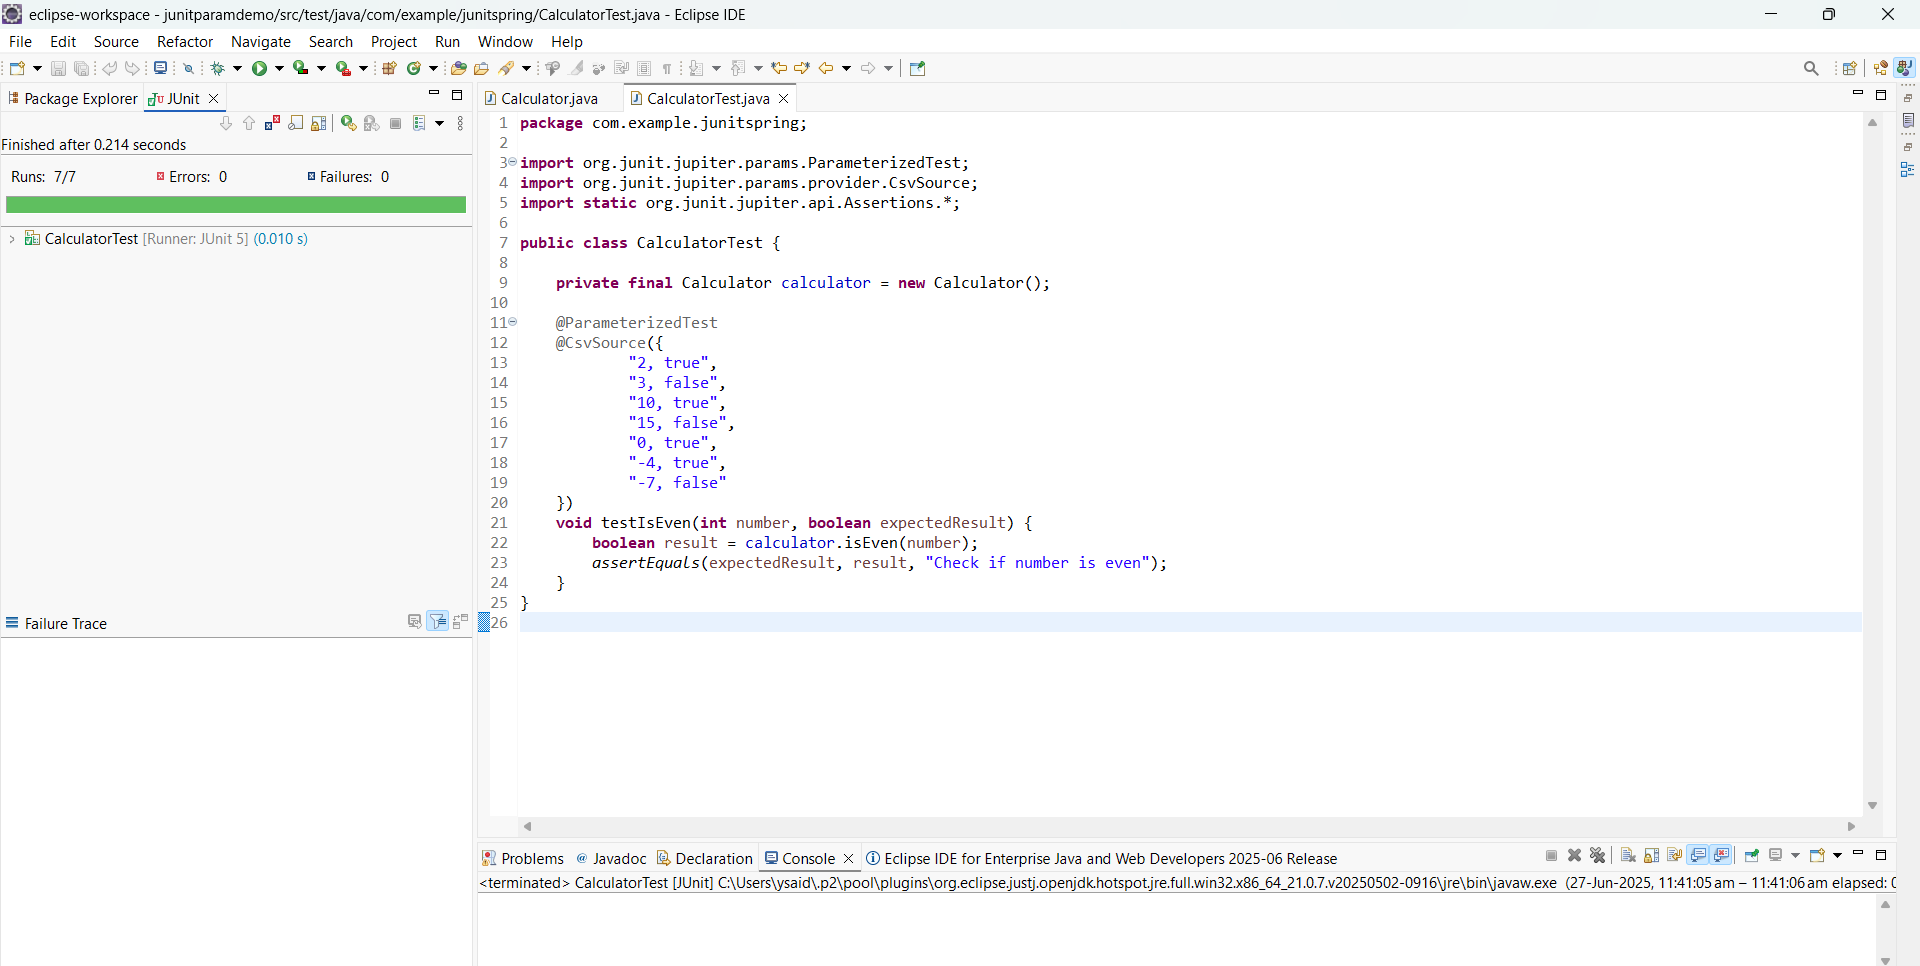 eclipse-workspace - junitparamdemo/src/test/java/com/example/junitspring/CalculatorTest.java - Eclipse IDE
File Edit Source Refactor Navigate Search Project Run Window Help
Package Explorer JUnit
Finished after 0.214 seconds
Runs: 7/7 Errors: 0 Failures: 0
CalculatorTest [Runner: JUnit 5] (0.010 s)
Failure Trace
Calculator.java CalculatorTest.java
1 package com.example.junitspring;
2
3 import org.junit.jupiter.params.ParameterizedTest;
4 import org.junit.jupiter.params.provider.CsvSource;
5 import static org.junit.jupiter.api.Assertions.*;
6
7 public class CalculatorTest {
8
9 private final Calculator calculator = new Calculator();
10
11 @ParameterizedTest
12 @CsvSource({
13 "2, true",
14 "3, false",
15 "10, true",
16 "15, false",
17 "0, true",
18 "-4, true",
19 "-7, false"
20 })
21 void testIsEven(int number, boolean expectedResult) {
22 boolean result = calculator.isEven(number);
23 assertEquals(expectedResult, result, "Check if number is even");
24 }
25 }
26
Problems Javadoc Declaration Console Eclipse IDE for Enterprise Java and Web Developers 2025-06 Release
<terminated> CalculatorTest [JUnit] C:\Users\ysaid\.p2\pool\plugins\org.eclipse.justj.openjdk.hotspot.jre.full.win32.x86_64_21.0.7.v20250502-0916\jre\bin\javaw.exe (27-Jun-2025, 11:41:05 am – 11:41:06 am elapsed: